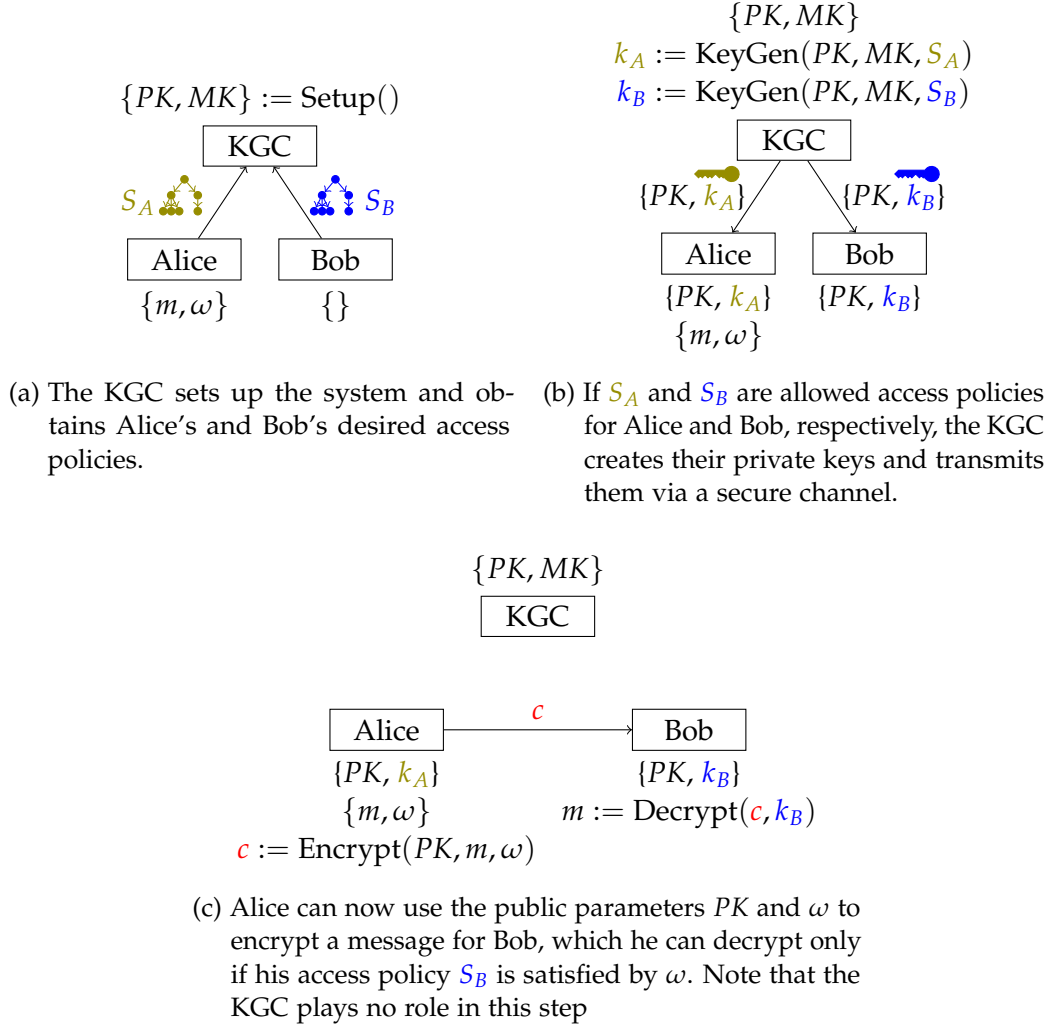 {PK, MK} := Setup()
KGC
S_A
S_B
Alice
Bob
{m, ω}
{}
(a) The KGC sets up the system and ob-
tains Alice's and Bob's desired access
policies.
{PK, MK}
k_A := KeyGen(PK, MK, S_A)
k_B := KeyGen(PK, MK, S_B)
KGC
{PK, k_A}
{PK, k_B}
Alice
Bob
{PK, k_A}
{PK, k_B}
{m, ω}
(b) If S_A and S_B are allowed access policies
for Alice and Bob, respectively, the KGC
creates their private keys and transmits
them via a secure channel.
{PK, MK}
KGC
c
Alice
Bob
{PK, k_A}
{PK, k_B}
{m, ω}
m := Decrypt(c, k_B)
c := Encrypt(PK, m, ω)
(c) Alice can now use the public parameters PK and ω to
encrypt a message for Bob, which he can decrypt only
if his access policy S_B is satisfied by ω. Note that the
KGC plays no role in this step